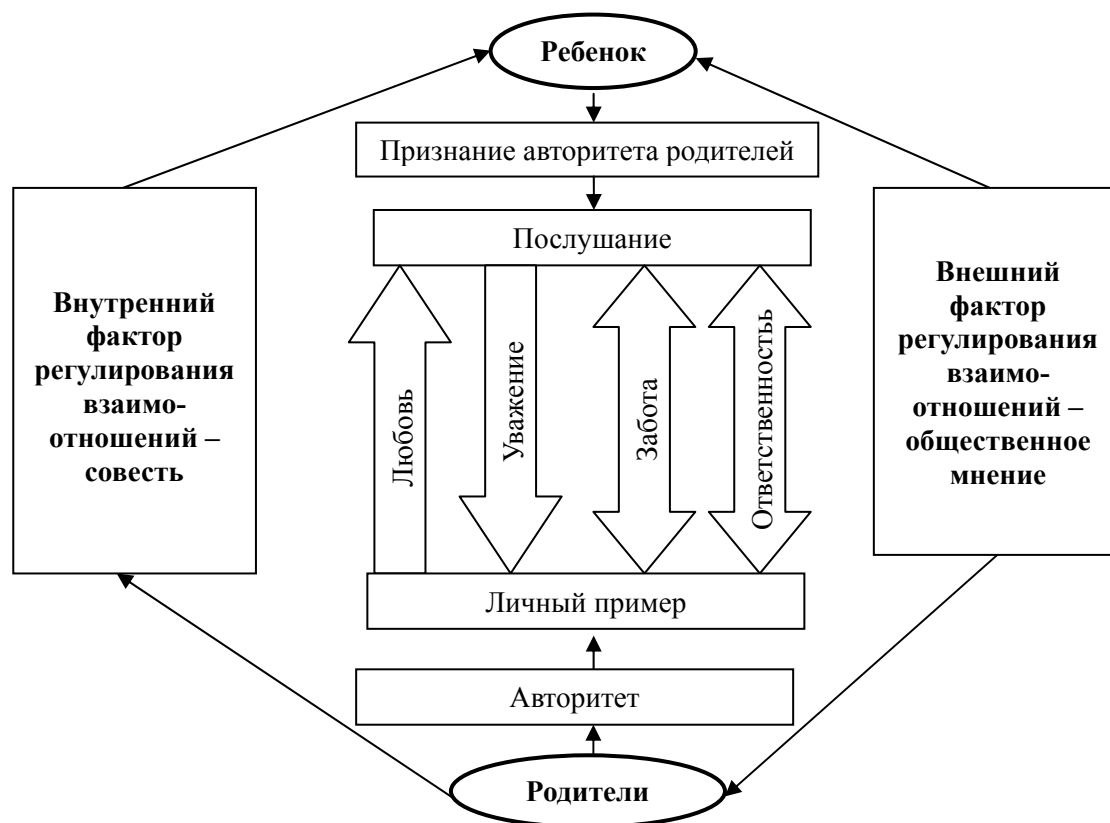 Ребенок
Признание авторитета родителей
Послушание
Внутренний
фактор
регулирования
взаимо-
отношений –
совесть
Любовь
Уважение
Забота
Ответственностьь
Внешний
фактор
регулирования
взаимо-
отношений –
общественное
мнение
Личный пример
Авторитет
Родители